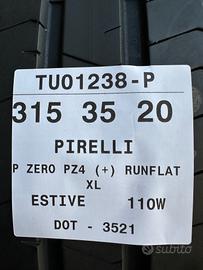 TU01238-P
315 35 20
PIRELLI
P ZERO PZ4 (+) RUNFLAT
XL
ESTIVE 110W
DOT - 3521
subito